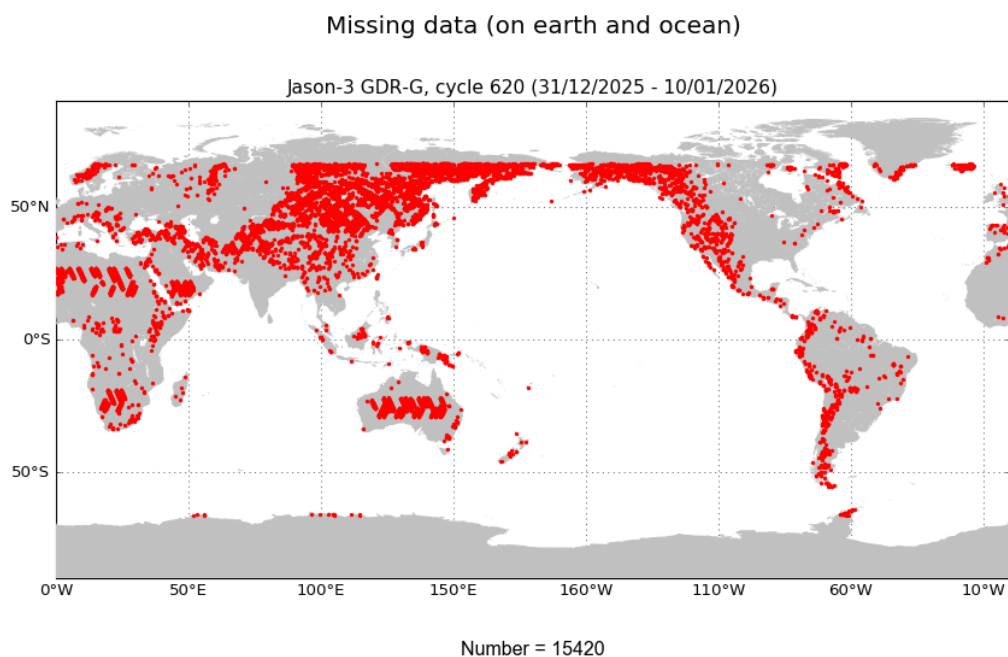 Missing data (on earth and ocean)
Jason-3 GDR-G, cycle 620 (31/12/2025 - 10/01/2026)
50°N
0°S
50°S
0°W 50°E 100°E 150°E 160°W 110°W 60°W 10°W
Number = 15420